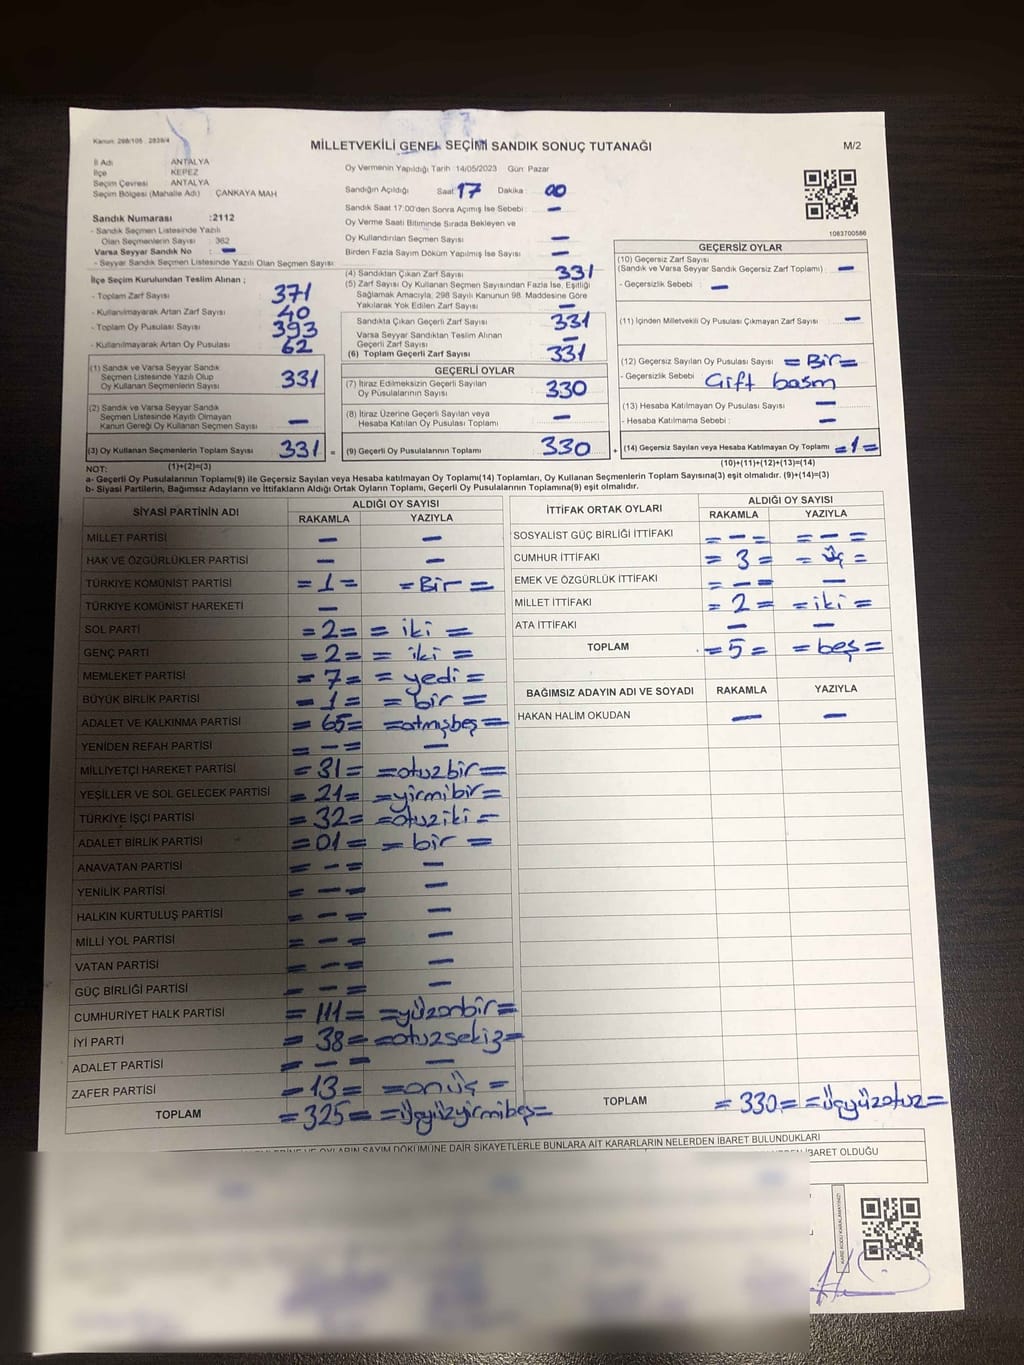 Kanun: 298/105 2839/4
MİLLETVEKİLİ GENEL SEÇİMİ SANDIK SONUÇ TUTANAĞI
M/2
İl Adı ANTALYA
İlçe KEPEZ
Seçim Çevresi ANTALYA
Seçim Bölgesi (Mahalle Adı) ÇANKAYA MAH
Sandık Numarası :2112
- Sandık Seçmen Listesinde Yazılı
Olan Seçmenlerin Sayısı : 362
Varsa Seyyar Sandık No : –
- Seyyar Sandık Seçmen Listesinde Yazılı Olan Seçmen Sayısı
Oy Vermenin Yapıldığı Tarih 14/05/2023 Gün Pazar
Sandığın Açıldığı Saat 17 Dakika : 00
Sandık Saat 17:00'den Sonra Açımış İse Sebebi : –
Oy Verme Saati Bitiminde Sırada Bekleyen ve
Oy Kullandırılan Seçmen Sayısı –
Birden Fazla Sayım Döküm Yapılmış İse Sayısı –
1083700586
İlçe Seçim Kurulundan Teslim Alınan ;
- Toplam Zarf Sayısı 371
- Kullanılmayarak Artan Zarf Sayısı 40
- Toplam Oy Pusulası Sayısı 393
- Kullanılmayarak Artan Oy Pusulası 62
(1) Sandık ve Varsa Seyyar Sandık
Seçmen Listesinde Yazılı Olup
Oy Kullanan Seçmenlerin Sayısı 331
(2) Sandık ve Varsa Seyyar Sandık
Seçmen Listesinde Kayıtlı Olmayan
Kanun Gereği Oy Kullanan Seçmen Sayısı –
(3) Oy Kullanan Seçmenlerin Toplam Sayısı 331 =
(4) Sandıktan Çıkan Zarf Sayısı 331
(5) Zarf Sayısı Oy Kullanan Seçmen Sayısından Fazla İse, Eşitliği
Sağlamak Amacıyla; 298 Sayılı Kanunun 98. Maddesine Göre
Yakılarak Yok Edilen Zarf Sayısı –
Sandıkta Çıkan Geçerli Zarf Sayısı 331
Varsa Seyyar Sandıktan Teslim Alınan
Geçerli Zarf Sayısı –
(6) Toplam Geçerli Zarf Sayısı 331
GEÇERLİ OYLAR
(7) İtiraz Edilmeksizin Geçerli Sayılan
Oy Pusulalarının Sayısı 330
(8) İtiraz Üzerine Geçerli Sayılan veya
Hesaba Katılan Oy Pusulası Toplamı –
(9) Geçerli Oy Pusulalarının Toplamı 330 +
GEÇERSİZ OYLAR
(10) Geçersiz Zarf Sayısı
(Sandık ve Varsa Seyyar Sandık Geçersiz Zarf Toplamı) –
- Geçersizlik Sebebi : –
(11) İçinden Milletvekili Oy Pusulası Çıkmayan Zarf Sayısı –
(12) Geçersiz Sayılan Oy Pusulası Sayısı = Bir =
- Geçersizlik Sebebi : Çift basım
(13) Hesaba Katılmayan Oy Pusulası Sayısı –
- Hesaba Katılmama Sebebi : –
(14) Geçersiz Sayılan veya Hesaba Katılmayan Oy Toplamı = 1 =
NOT: (1)+(2)=(3) (10)+(11)+(12)+(13)=(14)
a- Geçerli Oy Pusulalarının Toplamı(9) ile Geçersiz Sayılan veya Hesaba katılmayan Oy Toplamı(14) Toplamları, Oy Kullanan Seçmenlerin Toplam Sayısına(3) eşit olmalıdır. (9)+(14)=(3)
b- Siyasi Partilerin, Bağımsız Adayların ve İttifakların Aldığı Ortak Oyların Toplamı, Geçerli Oy Pusulalarının Toplamına(9) eşit olmalıdır.
SİYASİ PARTİNİN ADI ALDIĞI OY SAYISI
RAKAMLA YAZIYLA
MİLLET PARTİSİ – –
HAK VE ÖZGÜRLÜKLER PARTİSİ – –
TÜRKİYE KOMÜNİST PARTİSİ = 1 = = Bir =
TÜRKİYE KOMÜNİST HAREKETİ –
SOL PARTİ = 2 = = iki =
GENÇ PARTİ = 2 = = iki =
MEMLEKET PARTİSİ = 7 = = yedi =
BÜYÜK BİRLİK PARTİSİ = 1 = = bir =
ADALET VE KALKINMA PARTİSİ = 65 = = atmışbeş =
YENİDEN REFAH PARTİSİ = – = –
MİLLİYETÇİ HAREKET PARTİSİ = 31 = = otuzbir =
YEŞİLLER VE SOL GELECEK PARTİSİ = 21 = = yirmibir =
TÜRKİYE İŞÇİ PARTİSİ = 32 = = otuziki =
ADALET BİRLİK PARTİSİ = 01 = = bir =
ANAVATAN PARTİSİ = – = –
YENİLİK PARTİSİ = – = –
HALKIN KURTULUŞ PARTİSİ = – = –
MİLLİ YOL PARTİSİ = – = –
VATAN PARTİSİ = – = –
GÜÇ BİRLİĞİ PARTİSİ = – = –
CUMHURİYET HALK PARTİSİ = 111 = = yüzonbir =
İYİ PARTİ = 38 = = otuzsekiz =
ADALET PARTİSİ = – = –
ZAFER PARTİSİ = 13 = = onüç =
TOPLAM = 325 = = üçyüzyirmibeş =
İTTİFAK ORTAK OYLARI ALDIĞI OY SAYISI
RAKAMLA YAZIYLA
SOSYALİST GÜÇ BİRLİĞİ İTTİFAKI = – = = – =
CUMHUR İTTİFAKI = 3 = = üç =
EMEK VE ÖZGÜRLÜK İTTİFAKI = – = –
MİLLET İTTİFAKI = 2 = = iki =
ATA İTTİFAKI – –
TOPLAM = 5 = = beş =
BAĞIMSIZ ADAYIN ADI VE SOYADI RAKAMLA YAZIYLA
HAKAN HALİM OKUDAN – –
TOPLAM = 330 = = üçyüzotuz =
OYLARIN SAYIM DÖKÜMÜNE DAİR ŞİKAYETLERLE BUNLARA AİT KARARLARIN NELERDEN İBARET BULUNDUKLARI
İBARET OLDUĞU
KARE KODU KARALAMAYINIZ!